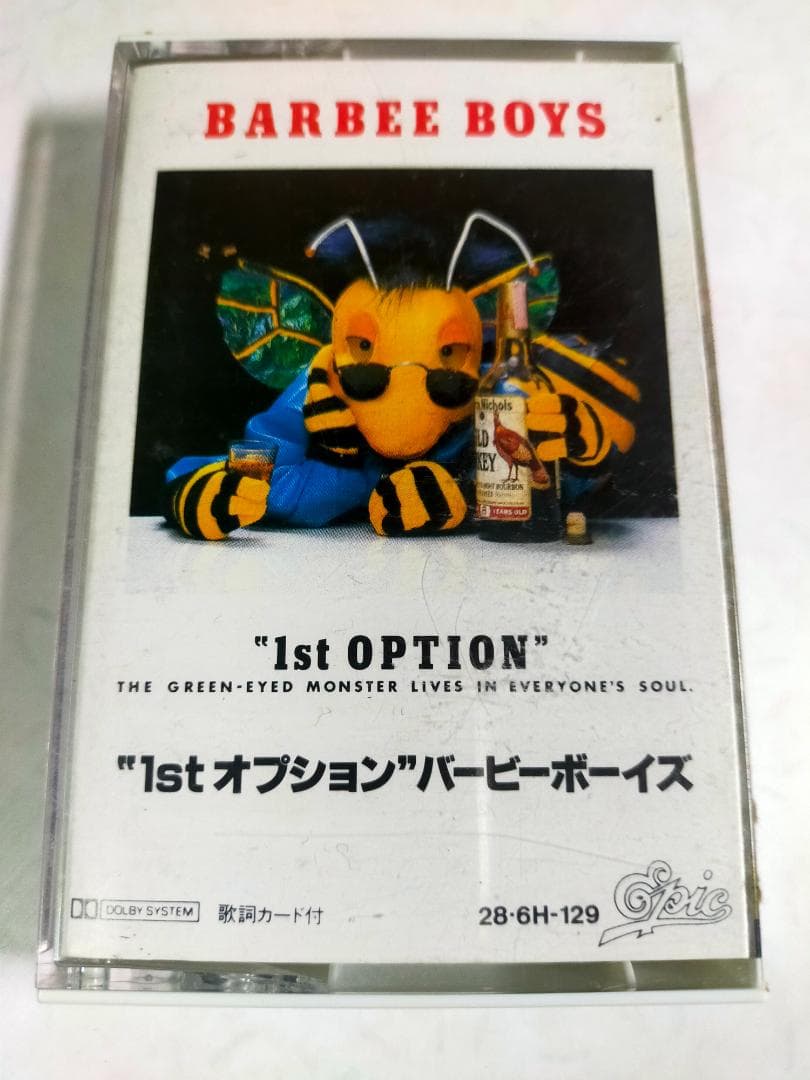 BARBEE BOYS
Nichols
"1st OPTION"
THE GREEN-EYED MONSTER LIVES IN EVERYONE'S SOUL.
"1stオプション"バービーボーイズ
DOLBY SYSTEM 歌詞カード付 28・6H-129 Epic